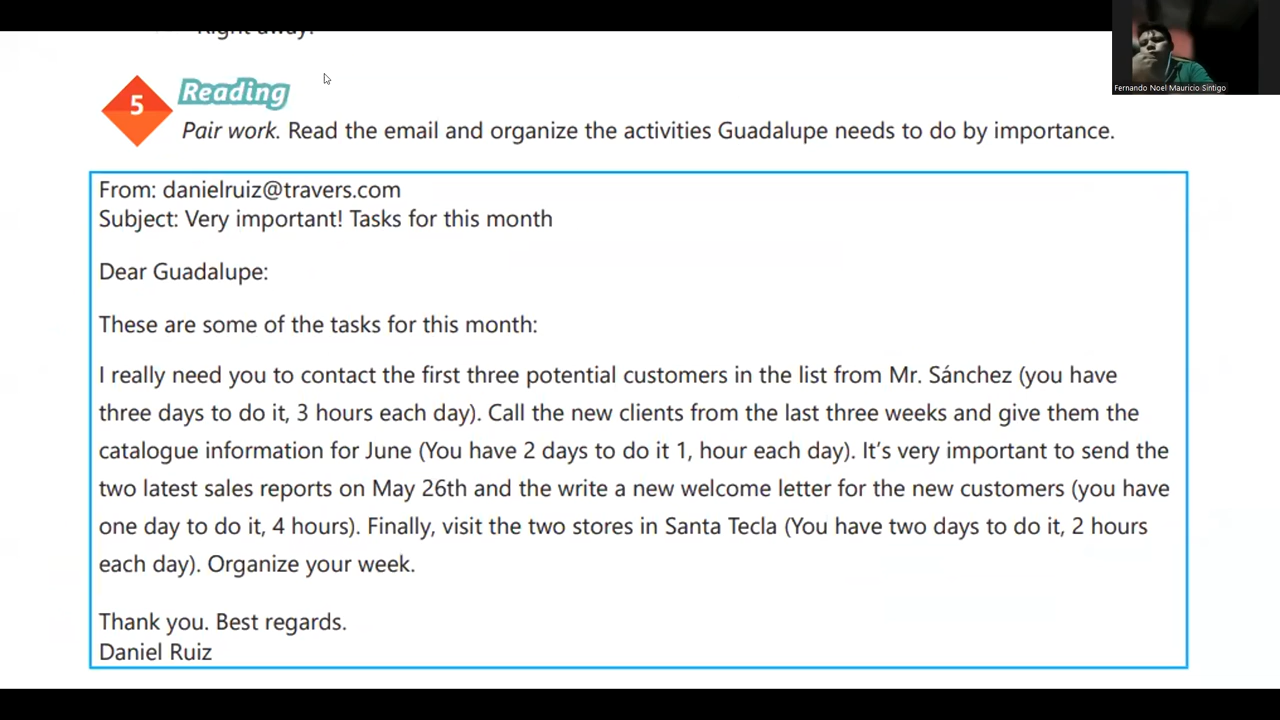 Right away!
5
Reading
Pair work. Read the email and organize the activities Guadalupe needs to do by importance.
From: danielruiz@travers.com
Subject: Very important! Tasks for this month
Dear Guadalupe:
These are some of the tasks for this month:
I really need you to contact the first three potential customers in the list from Mr. Sánchez (you have
three days to do it, 3 hours each day). Call the new clients from the last three weeks and give them the
catalogue information for June (You have 2 days to do it 1, hour each day). It’s very important to send the
two latest sales reports on May 26th and the write a new welcome letter for the new customers (you have
one day to do it, 4 hours). Finally, visit the two stores in Santa Tecla (You have two days to do it, 2 hours
each day). Organize your week.
Thank you. Best regards.
Daniel Ruiz
Fernando Noel Mauricio Sintigo